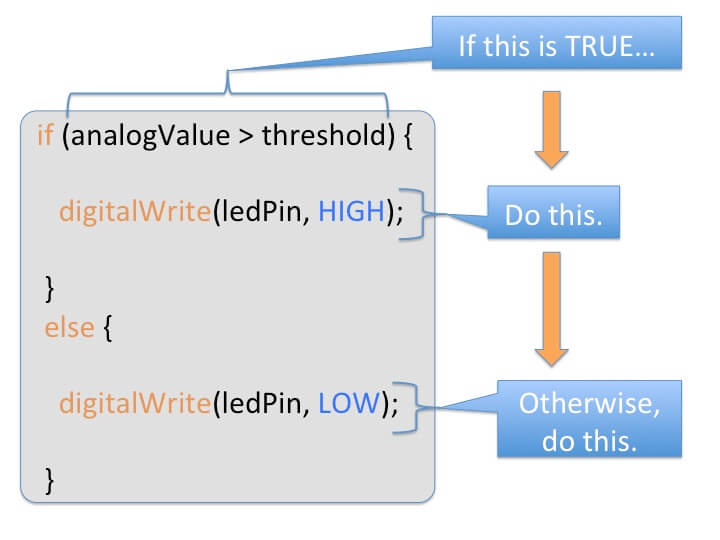 If this is TRUE...
if (analogValue > threshold) {
digitalWrite(ledPin, HIGH);
Do this.
}
else {
digitalWrite(ledPin, LOW);
Otherwise,
do this.
}